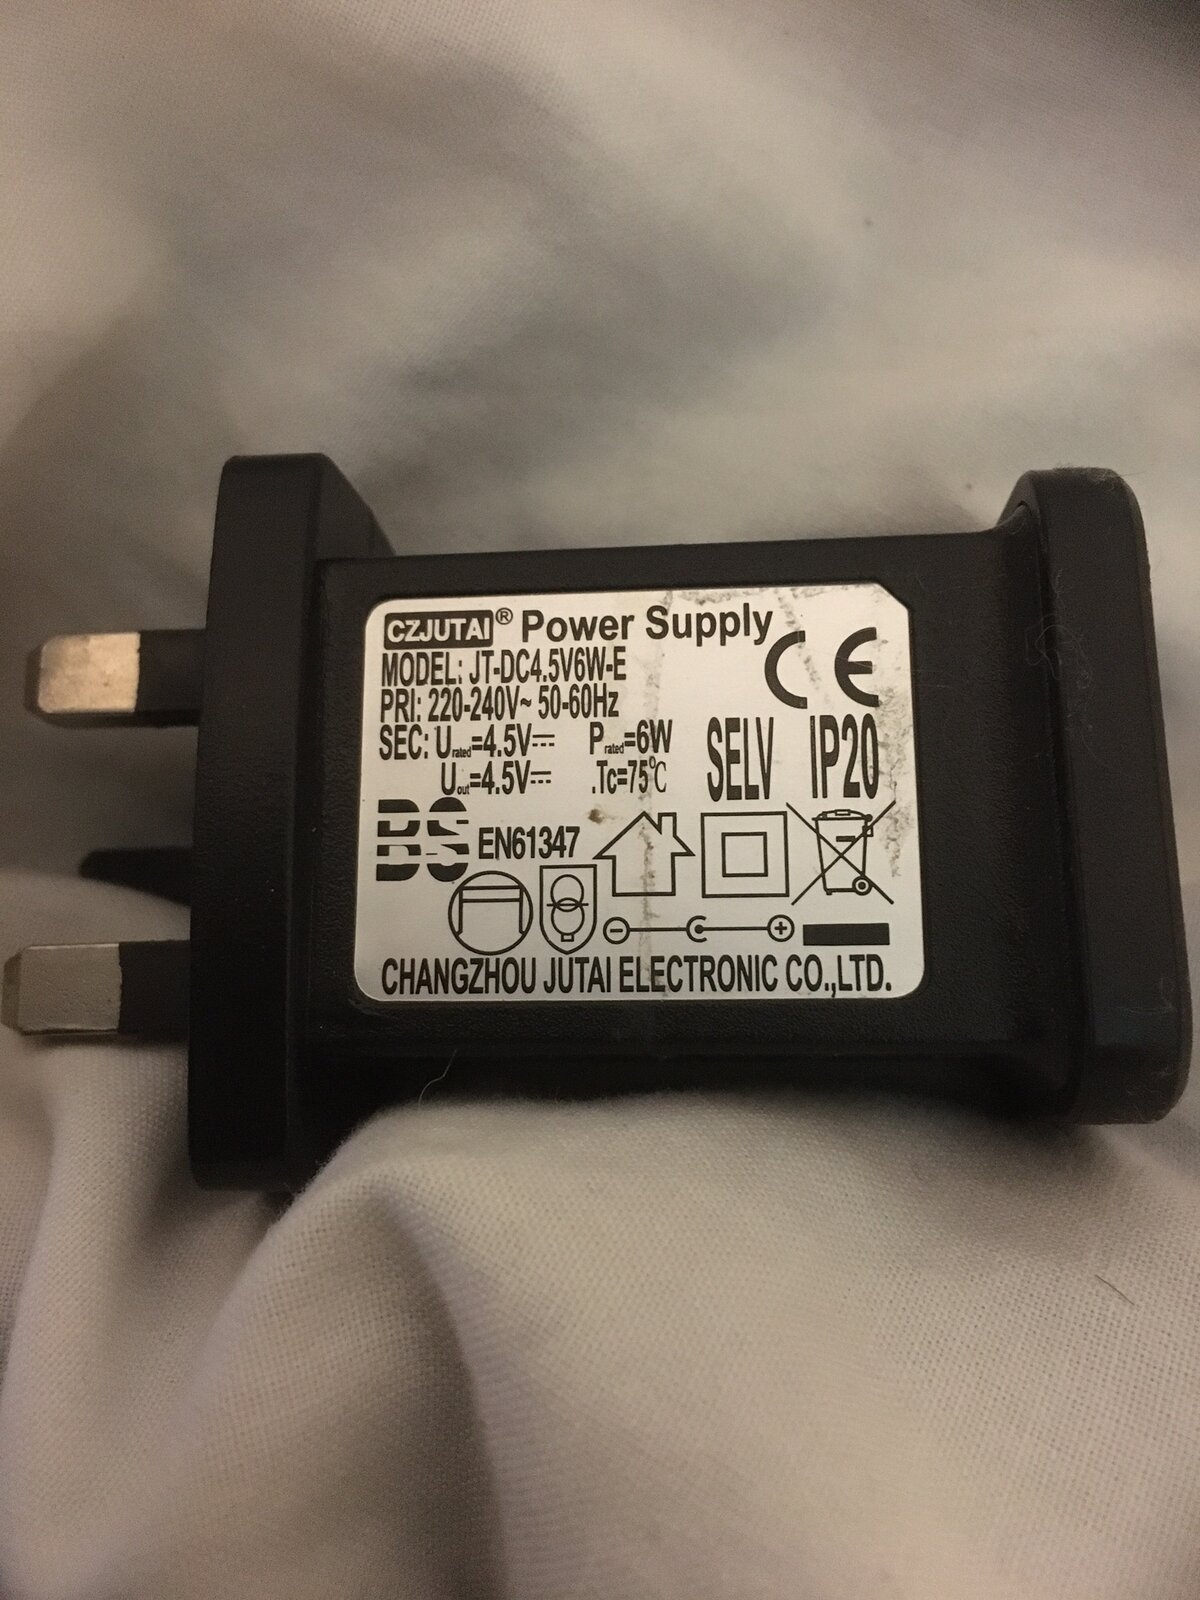 CZJUTAI® Power Supply
MODEL: JT-DC4.5V6W-E
PRI: 220-240V~ 50-60Hz
SEC: Urated=4.5V⎓ Prated=6W
Uout=4.5V⎓ .Tc=75℃
CE
SELV IP20
BS EN61347
CHANGZHOU JUTAI ELECTRONIC CO.,LTD.